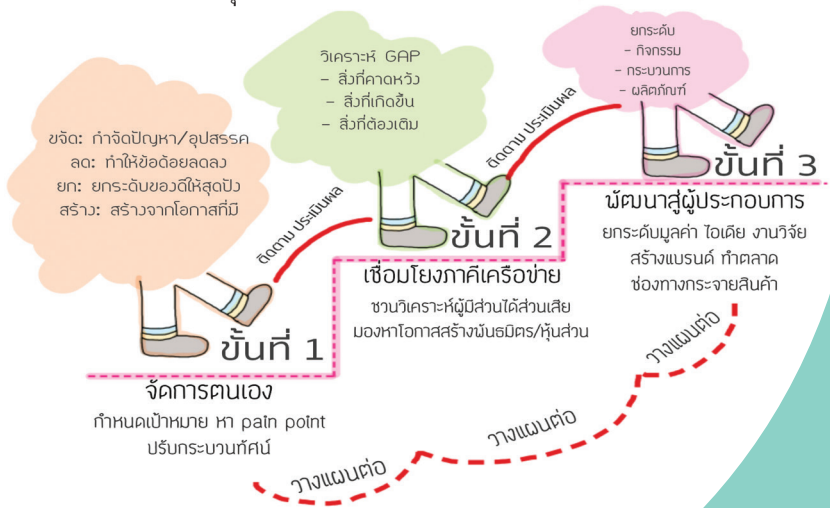 ขจัด: กำจัดปัญหา/อุปสรรค
ลด: ทำให้ข้อด้อยลดลง
ยก: ยกระดับของดีให้สุดปัง
สร้าง: สร้างจากโอกาสที่มี
ขั้นที่ 1
จัดการตนเอง
กำหนดเป้าหมาย หา pain point
ปรับกระบวนทัศน์
ติดตาม ประเมินผล
วางแผนต่อ
วิเคราะห์ GAP
- สิ่งที่คาดหวัง
- สิ่งที่เกิดขึ้น
- สิ่งที่ต้องเติม
ขั้นที่ 2
เชื่อมโยงภาคีเครือข่าย
ชวนวิเคราะห์ผู้มีส่วนได้ส่วนเสีย
มองหาโอกาสสร้างพันธมิตร/หุ้นส่วน
ติดตาม ประเมินผล
วางแผนต่อ
ยกระดับ
- กิจกรรม
- กระบวนการ
- ผลิตภัณฑ์
ขั้นที่ 3
พัฒนาสู่ผู้ประกอบการ
ยกระดับมูลค่า ไอเดีย งานวิจัย
สร้างแบรนด์ ทำตลาด
ช่องทางกระจายสินค้า
วางแผนต่อ